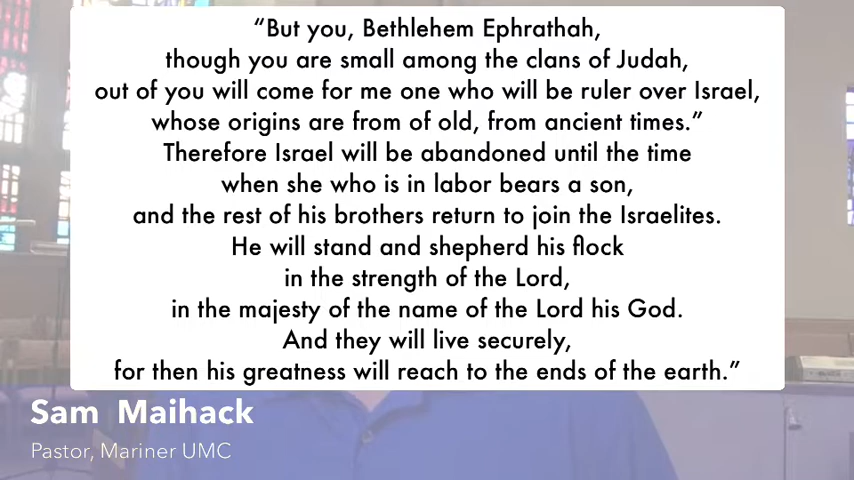 “But you, Bethlehem Ephrathah,
though you are small among the clans of Judah,
out of you will come for me one who will be ruler over Israel,
whose origins are from of old, from ancient times.”
Therefore Israel will be abandoned until the time
when she who is in labor bears a son,
and the rest of his brothers return to join the Israelites.
He will stand and shepherd his flock
in the strength of the Lord,
in the majesty of the name of the Lord his God.
And they will live securely,
for then his greatness will reach to the ends of the earth.”
Sam Maihack
Pastor, Mariner UMC